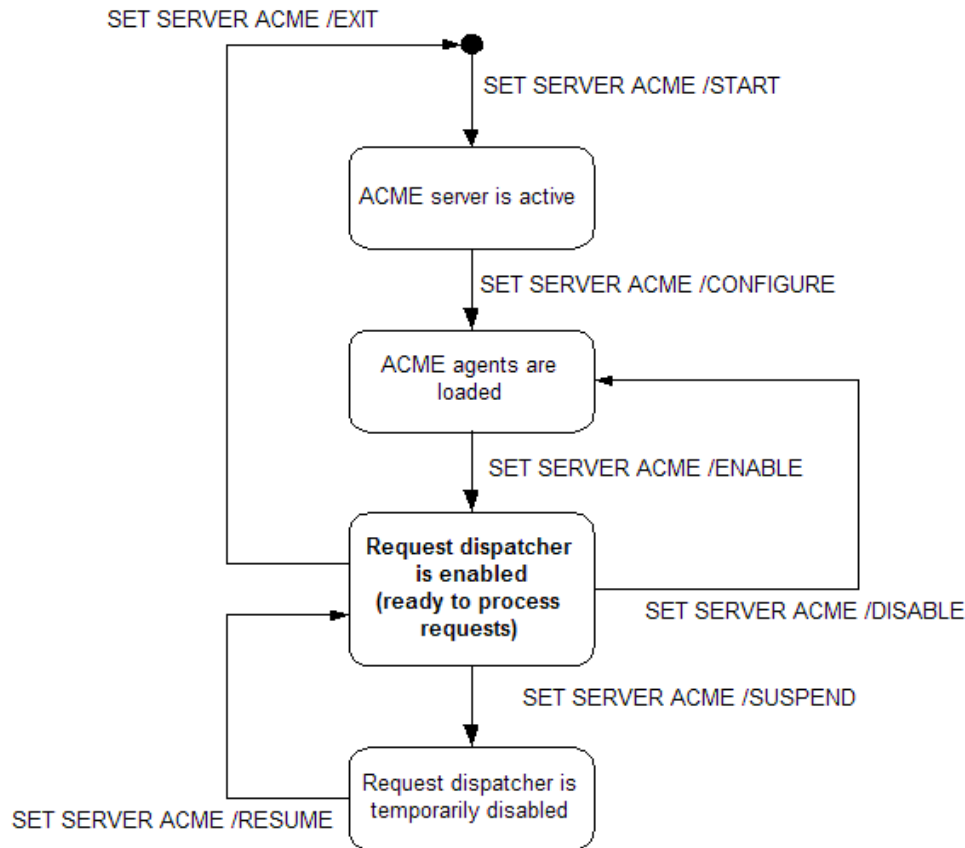 SET SERVER ACME /EXIT
SET SERVER ACME /START
ACME server is active
SET SERVER ACME /CONFIGURE
ACME agents are
loaded
SET SERVER ACME /ENABLE
Request dispatcher
is enabled
(ready to process
requests)
SET SERVER ACME /DISABLE
SET SERVER ACME /SUSPEND
Request dispatcher is
temporarily disabled
SET SERVER ACME /RESUME